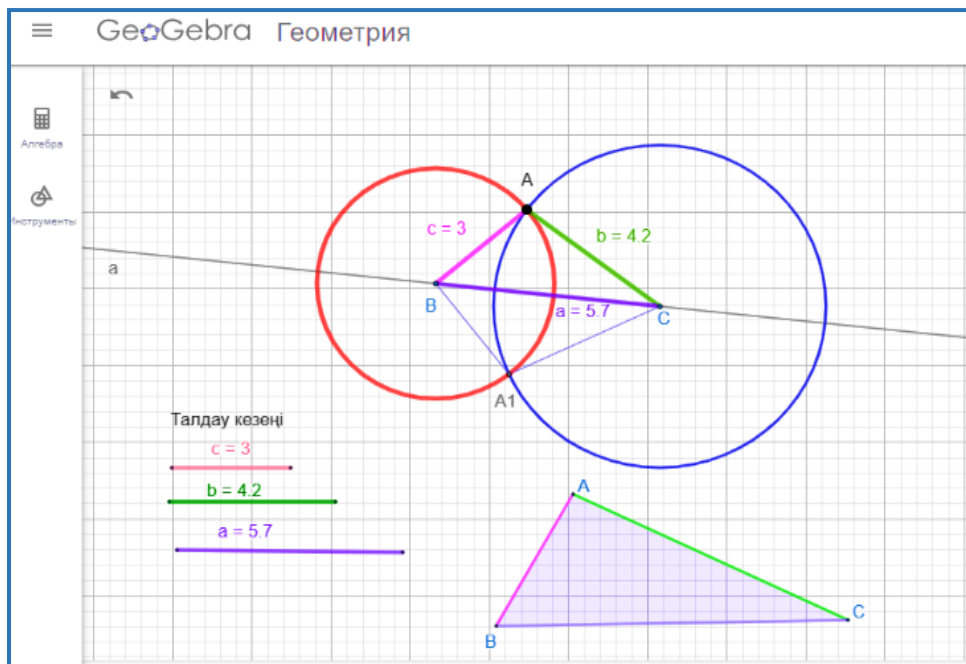 GeoGebra Геометрия
Алгебра
Инструменты
a
A
c = 3
b = 4.2
B
a = 5.7
C
A1
Талдау кезеңі
c = 3
b = 4.2
a = 5.7
A
B
C